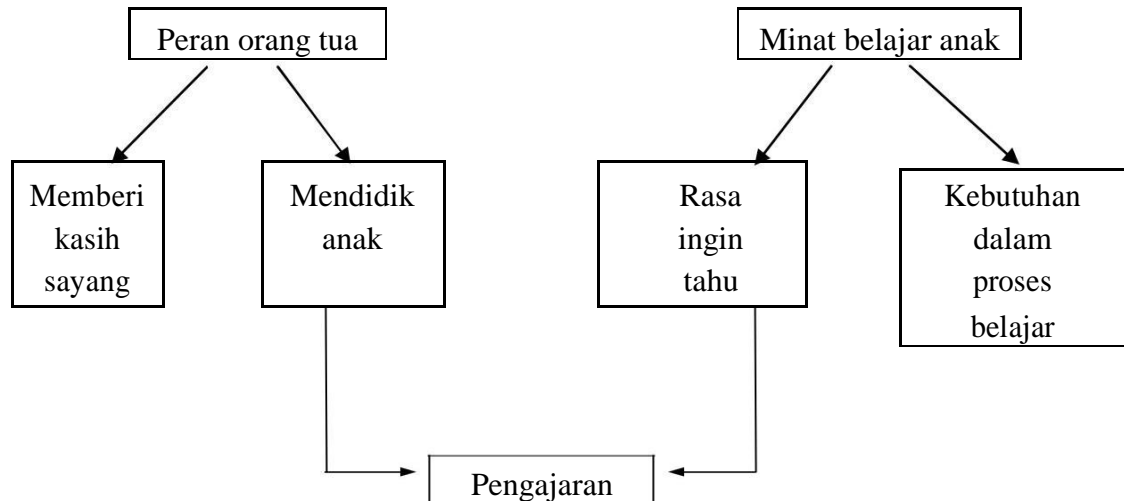 Peran orang tua
Minat belajar anak
Memberi
kasih
sayang
Mendidik
anak
Rasa
ingin
tahu
Kebutuhan
dalam
proses
belajar
Pengajaran